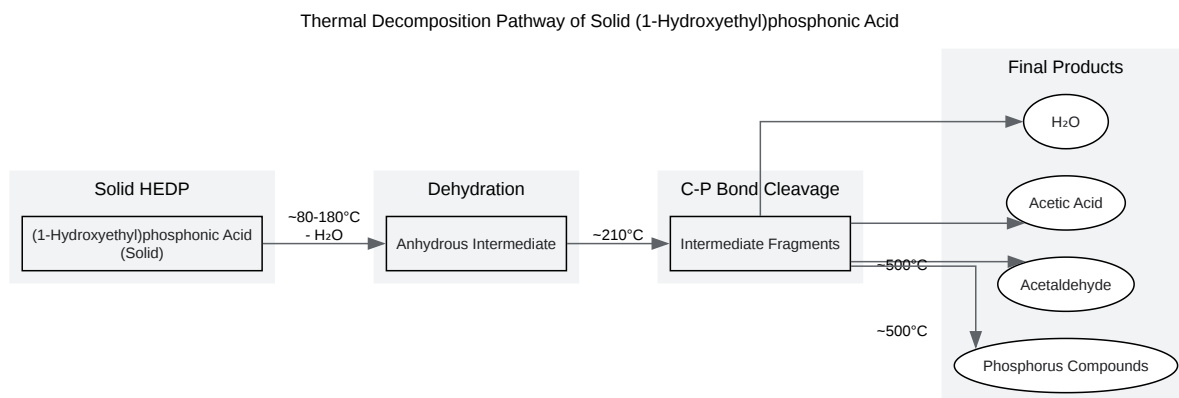 Thermal Decomposition Pathway of Solid (1-Hydroxyethyl)phosphonic Acid
Final Products
H₂O
Solid HEDP
Dehydration
C-P Bond Cleavage
(1-Hydroxyethyl)phosphonic Acid
(Solid)
~80-180°C
- H₂O
Anhydrous Intermediate
~210°C
Intermediate Fragments
Acetic Acid
~500°C
Acetaldehyde
~500°C
Phosphorus Compounds